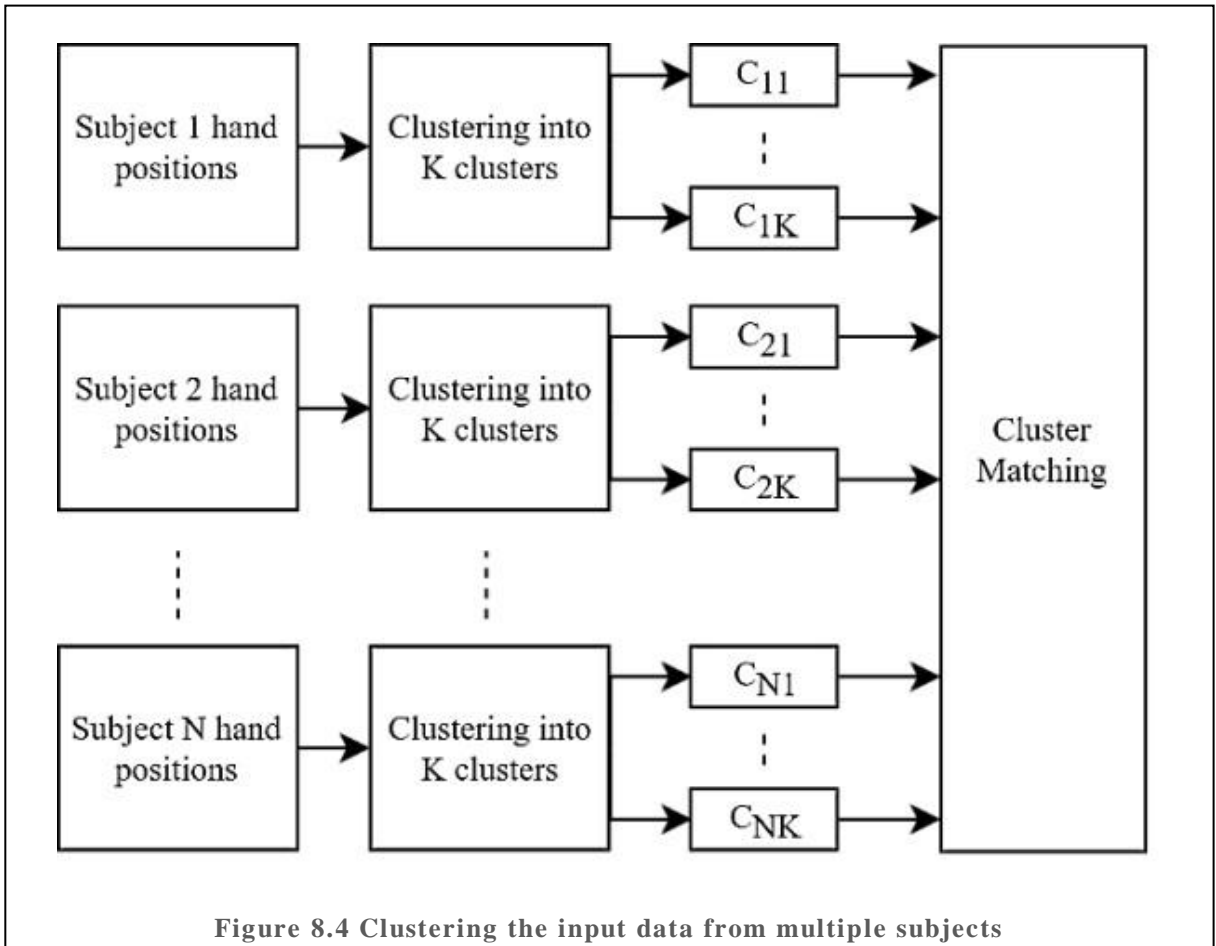 Subject 1 hand
positions
Clustering into
K clusters
C11
C1K
Subject 2 hand
positions
Clustering into
K clusters
C21
C2K
Subject N hand
positions
Clustering into
K clusters
CN1
CNK
Cluster
Matching
Figure 8.4 Clustering the input data from multiple subjects